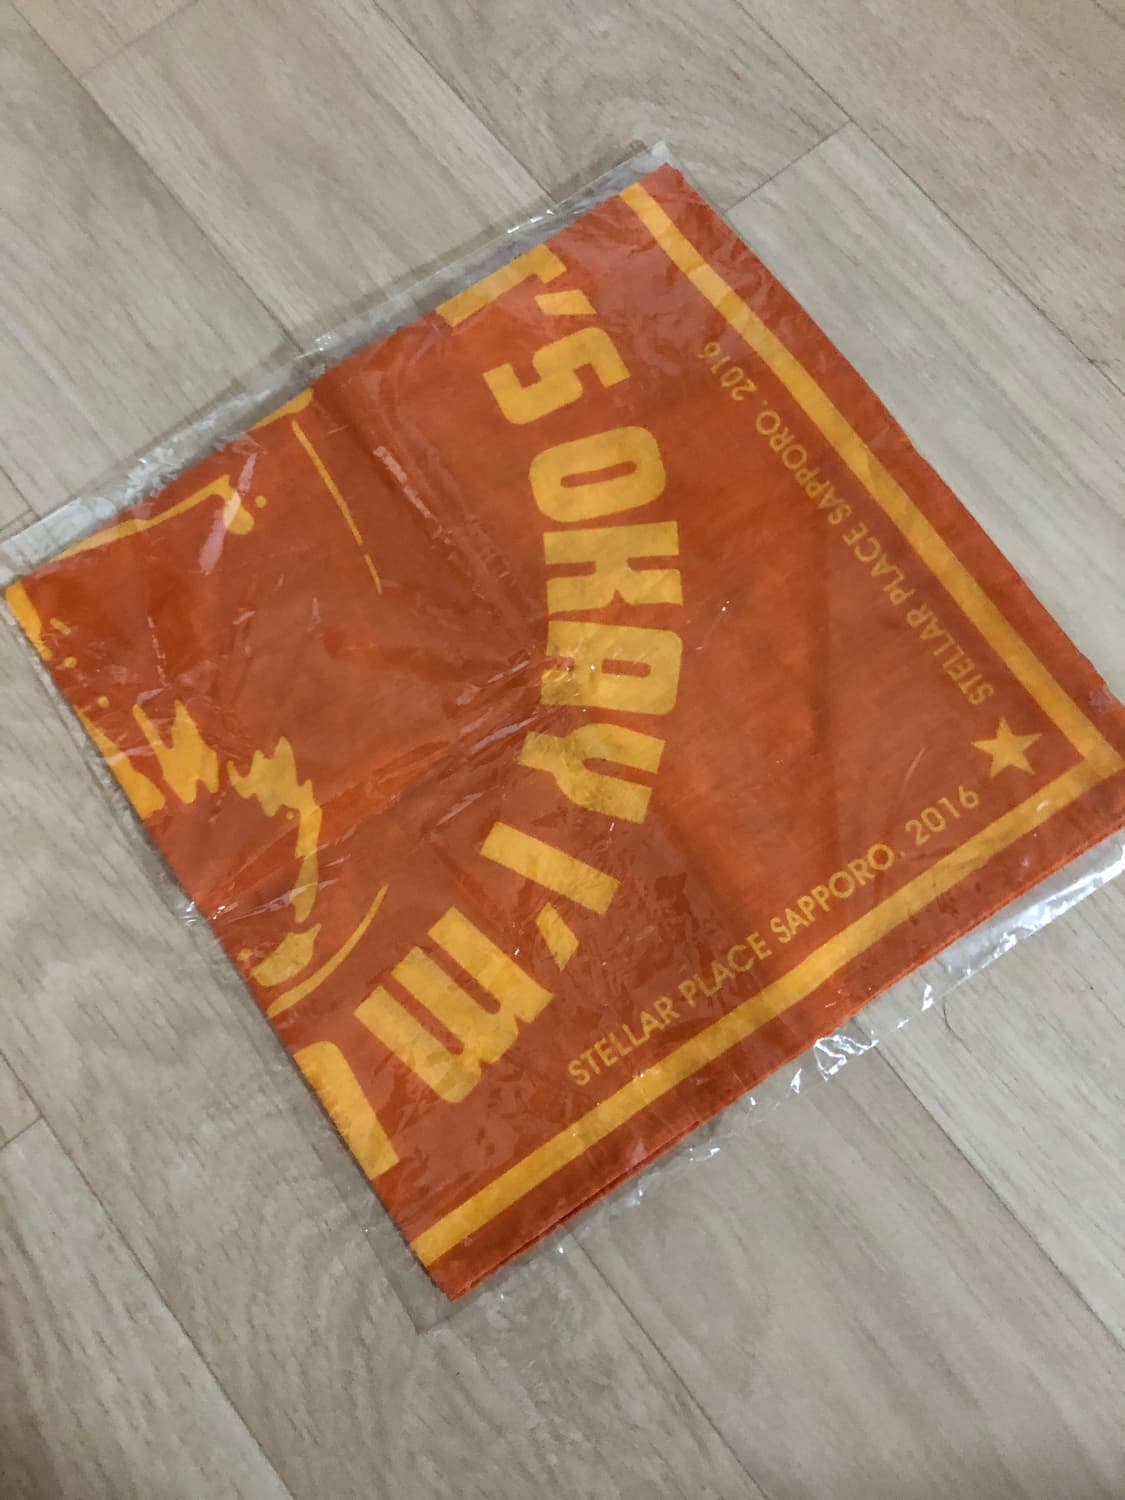 T'S OKAY I'M
STELLAR PLACE SAPPORO. 2016
STELLAR PLACE SAPPORO. 2016